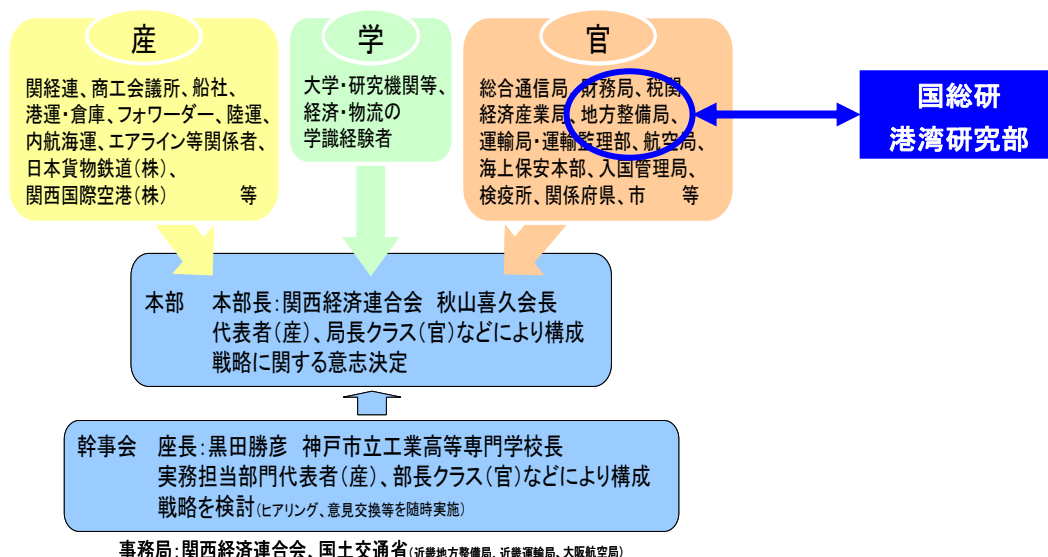 産
関経連、商工会議所、船社、
港運・倉庫、フォワーダー、陸運、
内航海運、エアライン等関係者、
日本貨物鉄道(株)、
関西国際空港(株) 等
学
大学・研究機関等、
経済・物流の
学識経験者
官
総合通信局、財務局、税関、
経済産業局、地方整備局、
運輸局・運輸監理部、航空局、
海上保安本部、入国管理局、
検疫所、関係府県、市 等
国総研
港湾研究部
本部 本部長:関西経済連合会 秋山喜久会長
代表者(産)、局長クラス(官)などにより構成
戦略に関する意志決定
幹事会 座長:黒田勝彦 神戸市立工業高等専門学校長
実務担当部門代表者(産)、部長クラス(官)などにより構成
戦略を検討(ヒアリング、意見交換等を随時実施)
事務局:関西経済連合会、国土交通省(近畿地方整備局、近畿運輸局、大阪航空局)